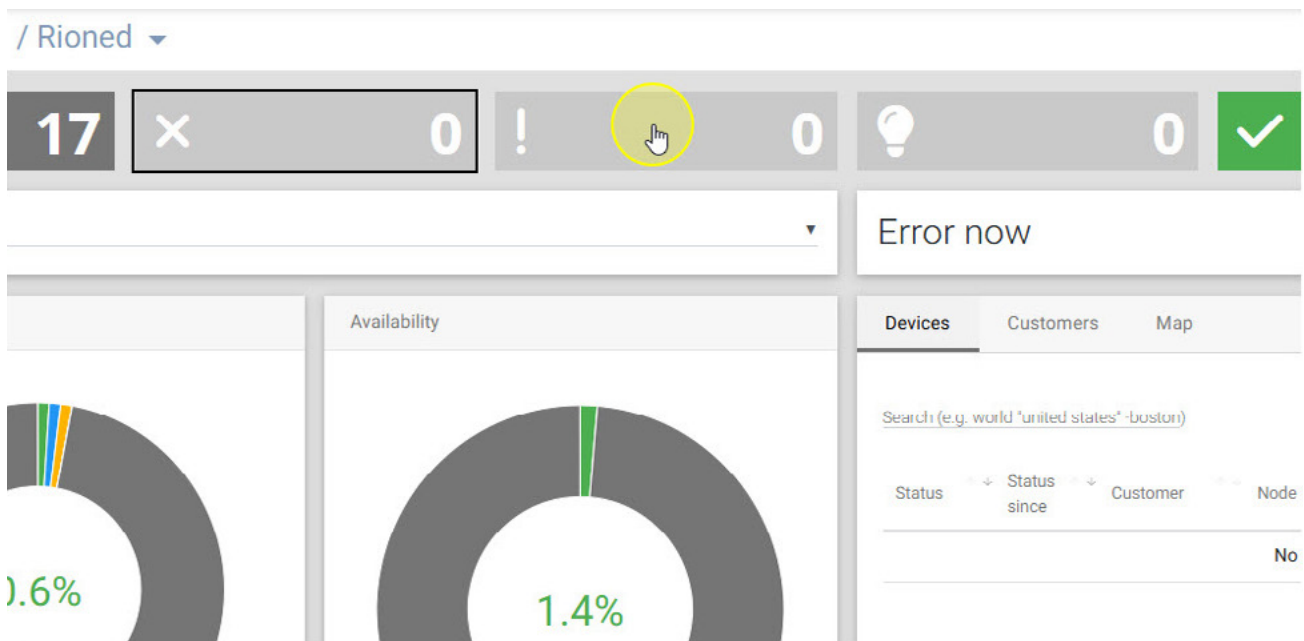 / Rioned
17 0 0 0
Error now
Availability
Devices Customers Map
Search (e.g. world "united states" -boston)
Status Status since Customer Node
No
0.6%
1.4%